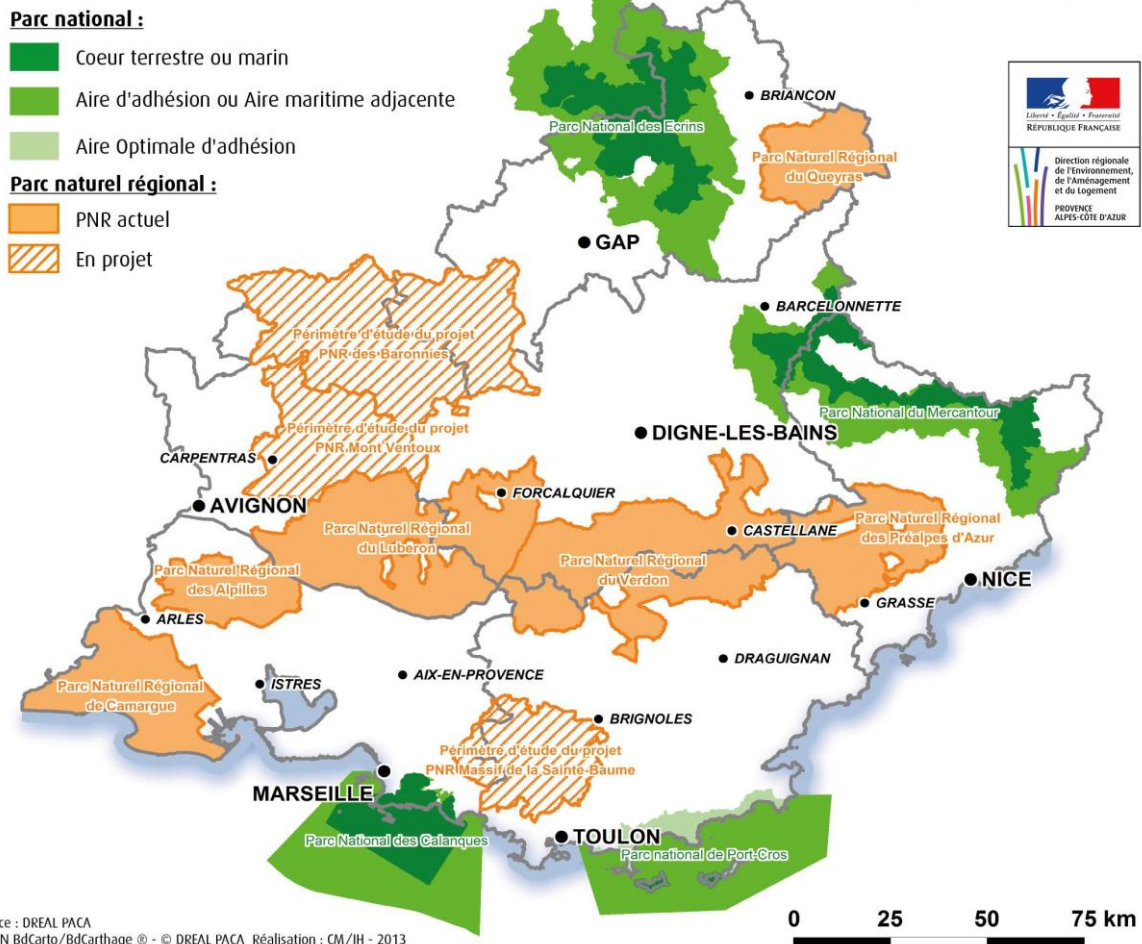 Parc national :
Coeur terrestre ou marin
Aire d'adhésion ou Aire maritime adjacente
Aire Optimale d'adhésion
Parc naturel régional :
PNR actuel
En projet
BRIANCON
Parc National des Ecrins
Parc Naturel Régional
du Queyras
Liberté • Égalité • Fraternité
RÉPUBLIQUE FRANÇAISE
Direction régionale
de l'Environnement,
de l'Aménagement
et du Logement
PROVENCE
ALPES-CÔTE D'AZUR
GAP
BARCELONNETTE
Périmètre d'étude du projet
PNR des Baronnies
Parc National du Mercantour
Périmètre d'étude du projet
PNR Mont Ventoux
DIGNE-LES-BAINS
CARPENTRAS
FORCALQUIER
AVIGNON
Parc Naturel Régional
du Lubéron
CASTELLANE
Parc Naturel Régional
des Préalpes d'Azur
Parc Naturel Régional
des Alpilles
Parc Naturel Régional
du Verdon
NICE
GRASSE
ARLES
DRAGUIGNAN
AIX-EN-PROVENCE
ISTRES
Parc Naturel Régional
de Camargue
BRIGNOLES
Périmètre d'étude du projet
PNR Massif de la Sainte-Baume
MARSEILLE
TOULON
Parc National des Calanques
Parc national de Port-Cros
ce : DREAL PACA
N BdCarto/BdCarthage ® - © DREAL PACA Réalisation : CM/JH - 2013
0 25 50 75 km